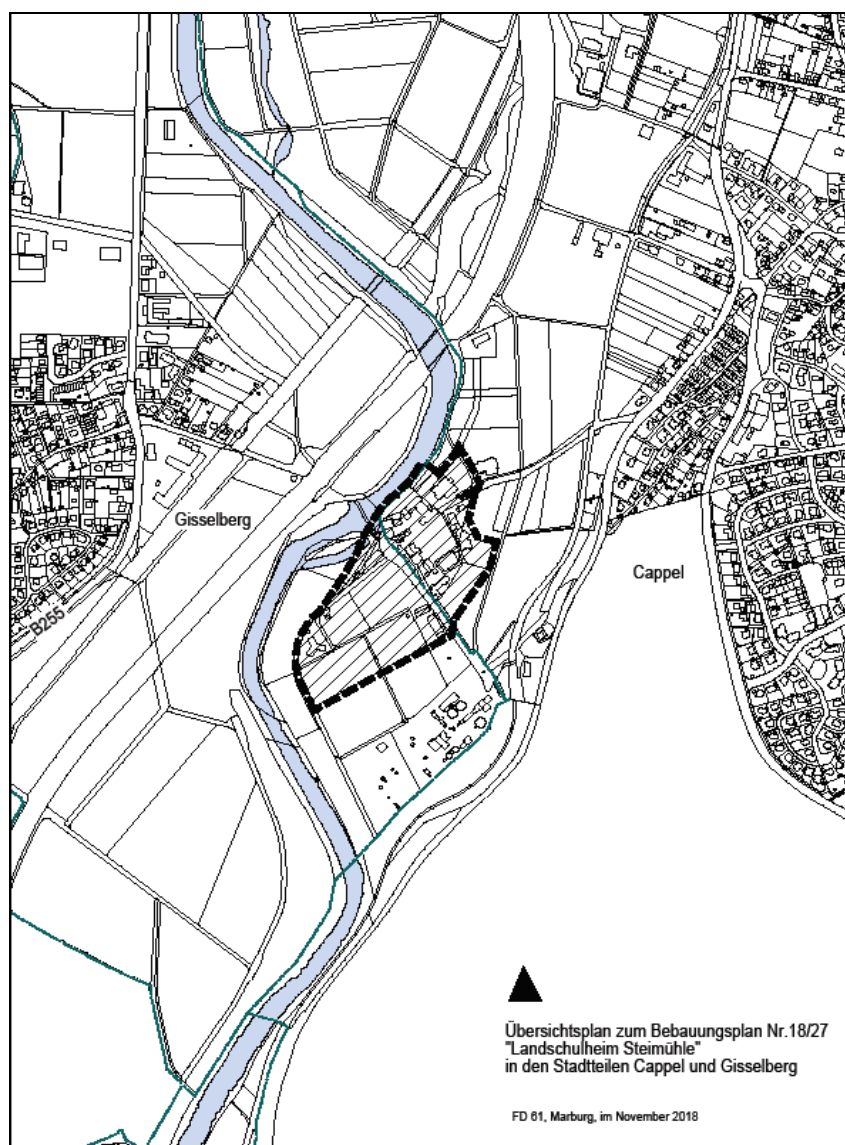 Gisselberg
Cappel
B255
Übersichtsplan zum Bebauungsplan Nr.18/27
"Landschulheim Steimühle"
in den Stadtteilen Cappel und Gisselberg
FD 61, Marburg, im November 2018